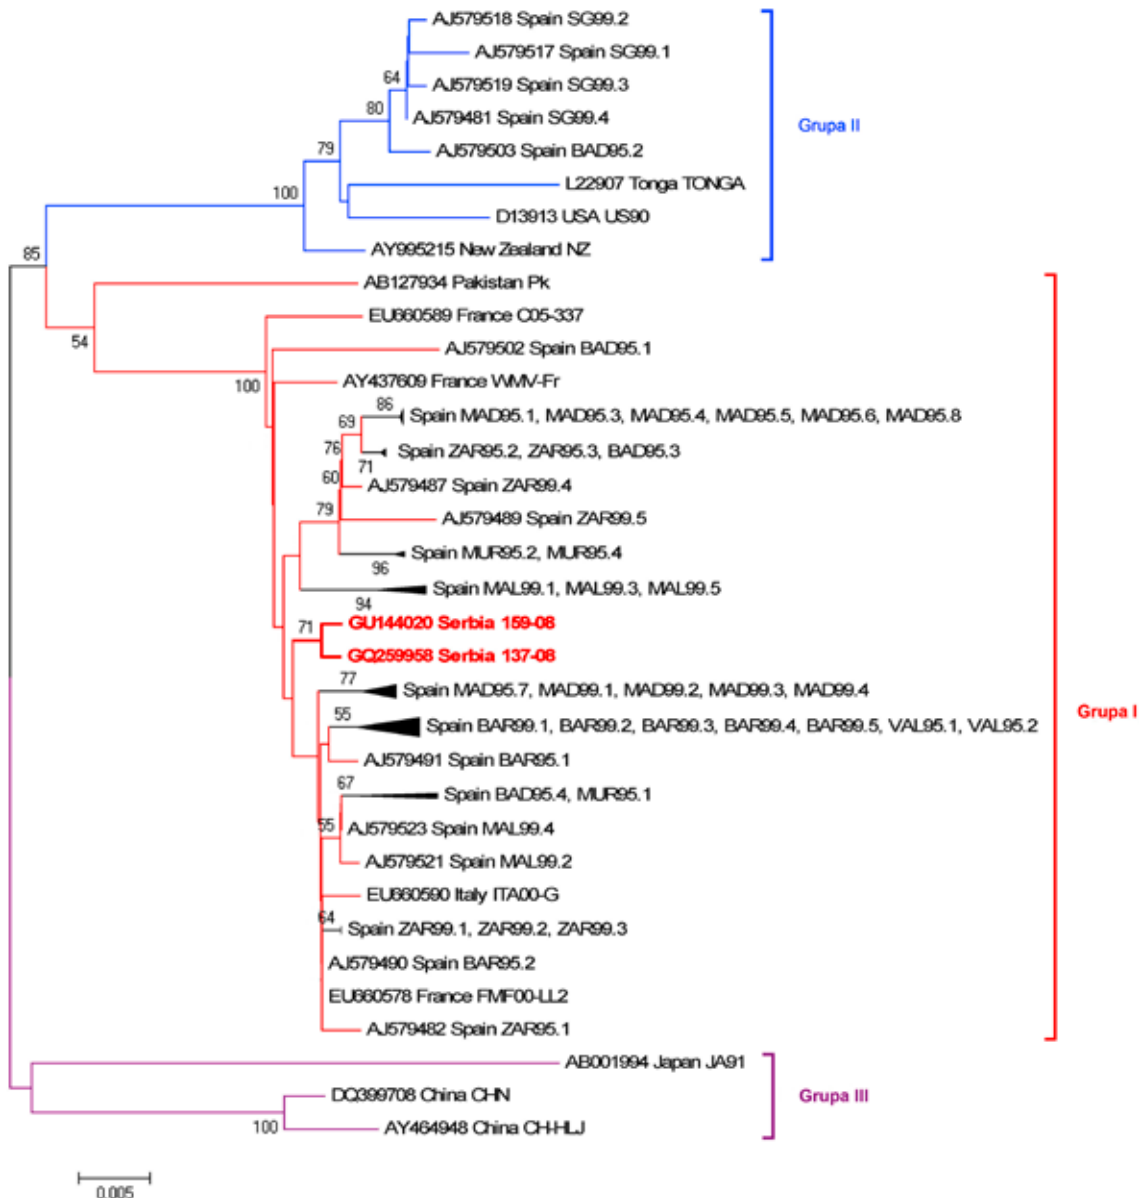 AJ579518 Spain SG99.2
AJ579517 Spain SG99.1
64
AJ579519 Spain SG99.3
80
AJ579481 Spain SG99.4
Grupa II
79
AJ579503 Spain BAD95.2
100
L22907 Tonga TONGA
D13913 USA US90
85
AY995215 New Zealand NZ
AB127934 Pakistan Pk
54
EU660589 France C05-337
AJ579502 Spain BAD95.1
100
AY437609 France WMV-Fr
86
Spain MAD95.1, MAD95.3, MAD95.4, MAD95.5, MAD95.6, MAD95.8
69
76
Spain ZAR95.2, ZAR95.3, BAD95.3
71
60
AJ579487 Spain ZAR99.4
79
AJ579489 Spain ZAR99.5
Spain MUR95.2, MUR95.4
96
Spain MAL99.1, MAL99.3, MAL99.5
94
71
GU144020 Serbia 159-08
GQ259958 Serbia 137-08
77
Spain MAD95.7, MAD99.1, MAD99.2, MAD99.3, MAD99.4
Grupa I
55
Spain BAR99.1, BAR99.2, BAR99.3, BAR99.4, BAR99.5, VAL95.1, VAL95.2
AJ579491 Spain BAR95.1
67
Spain BAD95.4, MUR95.1
55
AJ579523 Spain MAL99.4
AJ579521 Spain MAL99.2
EU660590 Italy ITA00-G
64
Spain ZAR99.1, ZAR99.2, ZAR99.3
AJ579490 Spain BAR95.2
EU660578 France FMF00-LL2
AJ579482 Spain ZAR95.1
AB001994 Japan JA91
DQ399708 China CHN
Grupa III
100
AY464948 China CH-HLJ
0.005